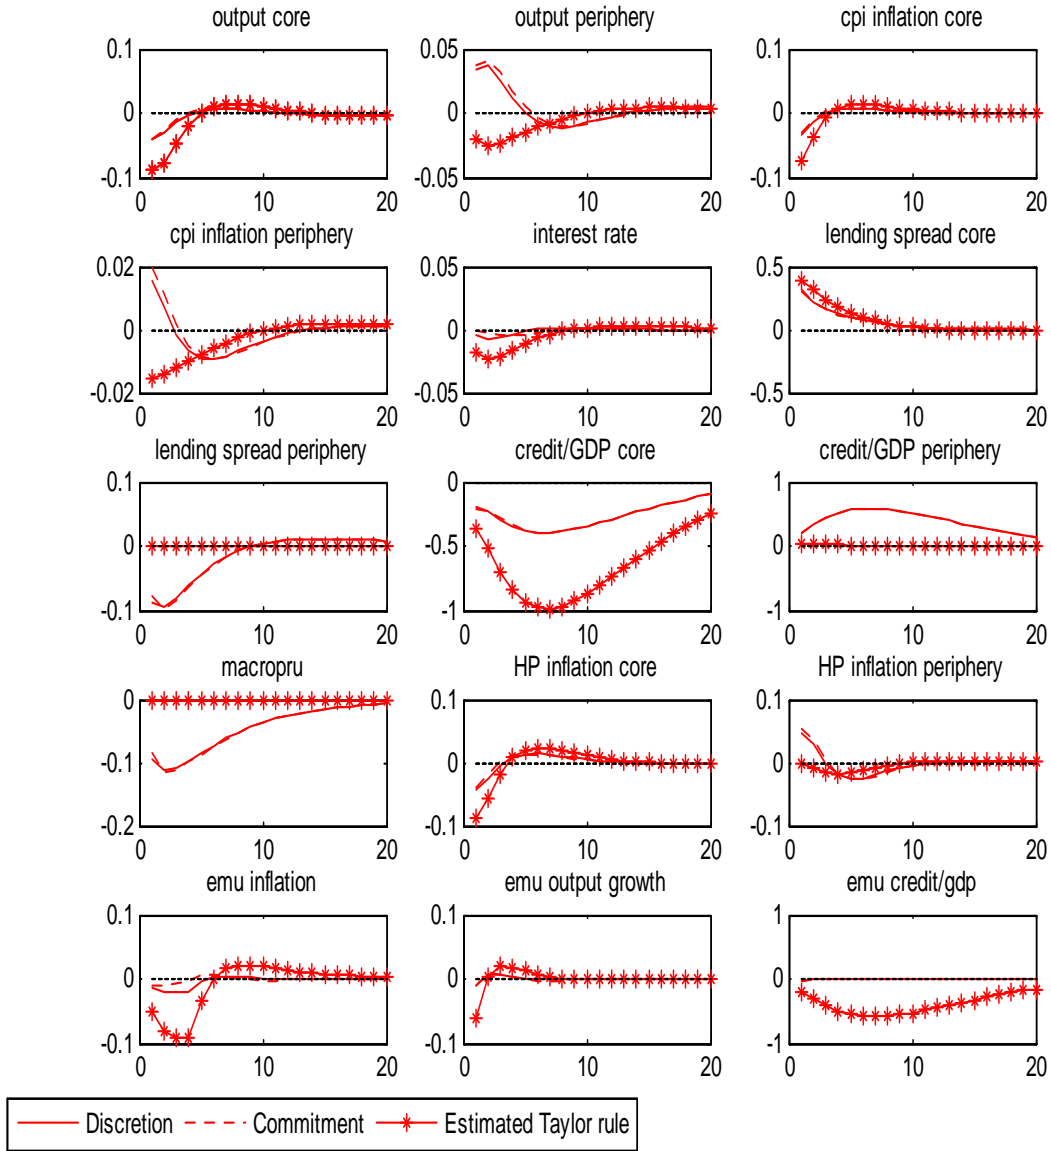 output core
output periphery
cpi inflation core
0.1
0
-0.1
0 10 20
0.05
0
-0.05
0 10 20
0.1
0
-0.1
0 10 20
cpi inflation periphery
interest rate
lending spread core
0.02
0
-0.02
0 10 20
0.05
0
-0.05
0 10 20
0.5
0
-0.5
0 10 20
lending spread periphery
credit/GDP core
credit/GDP periphery
0.1
0
-0.1
0 10 20
0
-0.5
-1
0 10 20
1
0
-1
0 10 20
macropru
HP inflation core
HP inflation periphery
0
-0.1
-0.2
0 10 20
0.1
0
-0.1
0 10 20
0.1
0
-0.1
0 10 20
emu inflation
emu output growth
emu credit/gdp
0.1
0
-0.1
0 10 20
0.1
0
-0.1
0 10 20
1
0
-1
0 10 20
Discretion Commitment Estimated Taylor rule